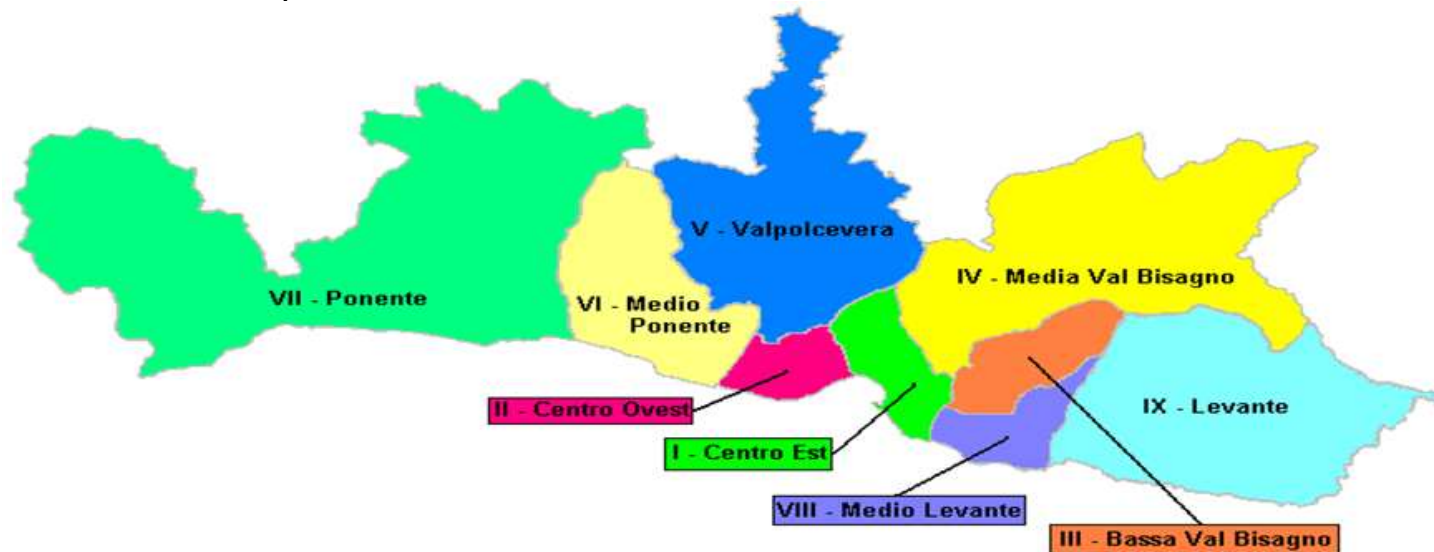 V - Valpolcevera
IV - Media Val Bisagno
VII - Ponente
VI - Medio
Ponente
II - Centro Ovest
IX - Levante
I - Centro Est
VIII - Medio Levante
III - Bassa Val Bisagno